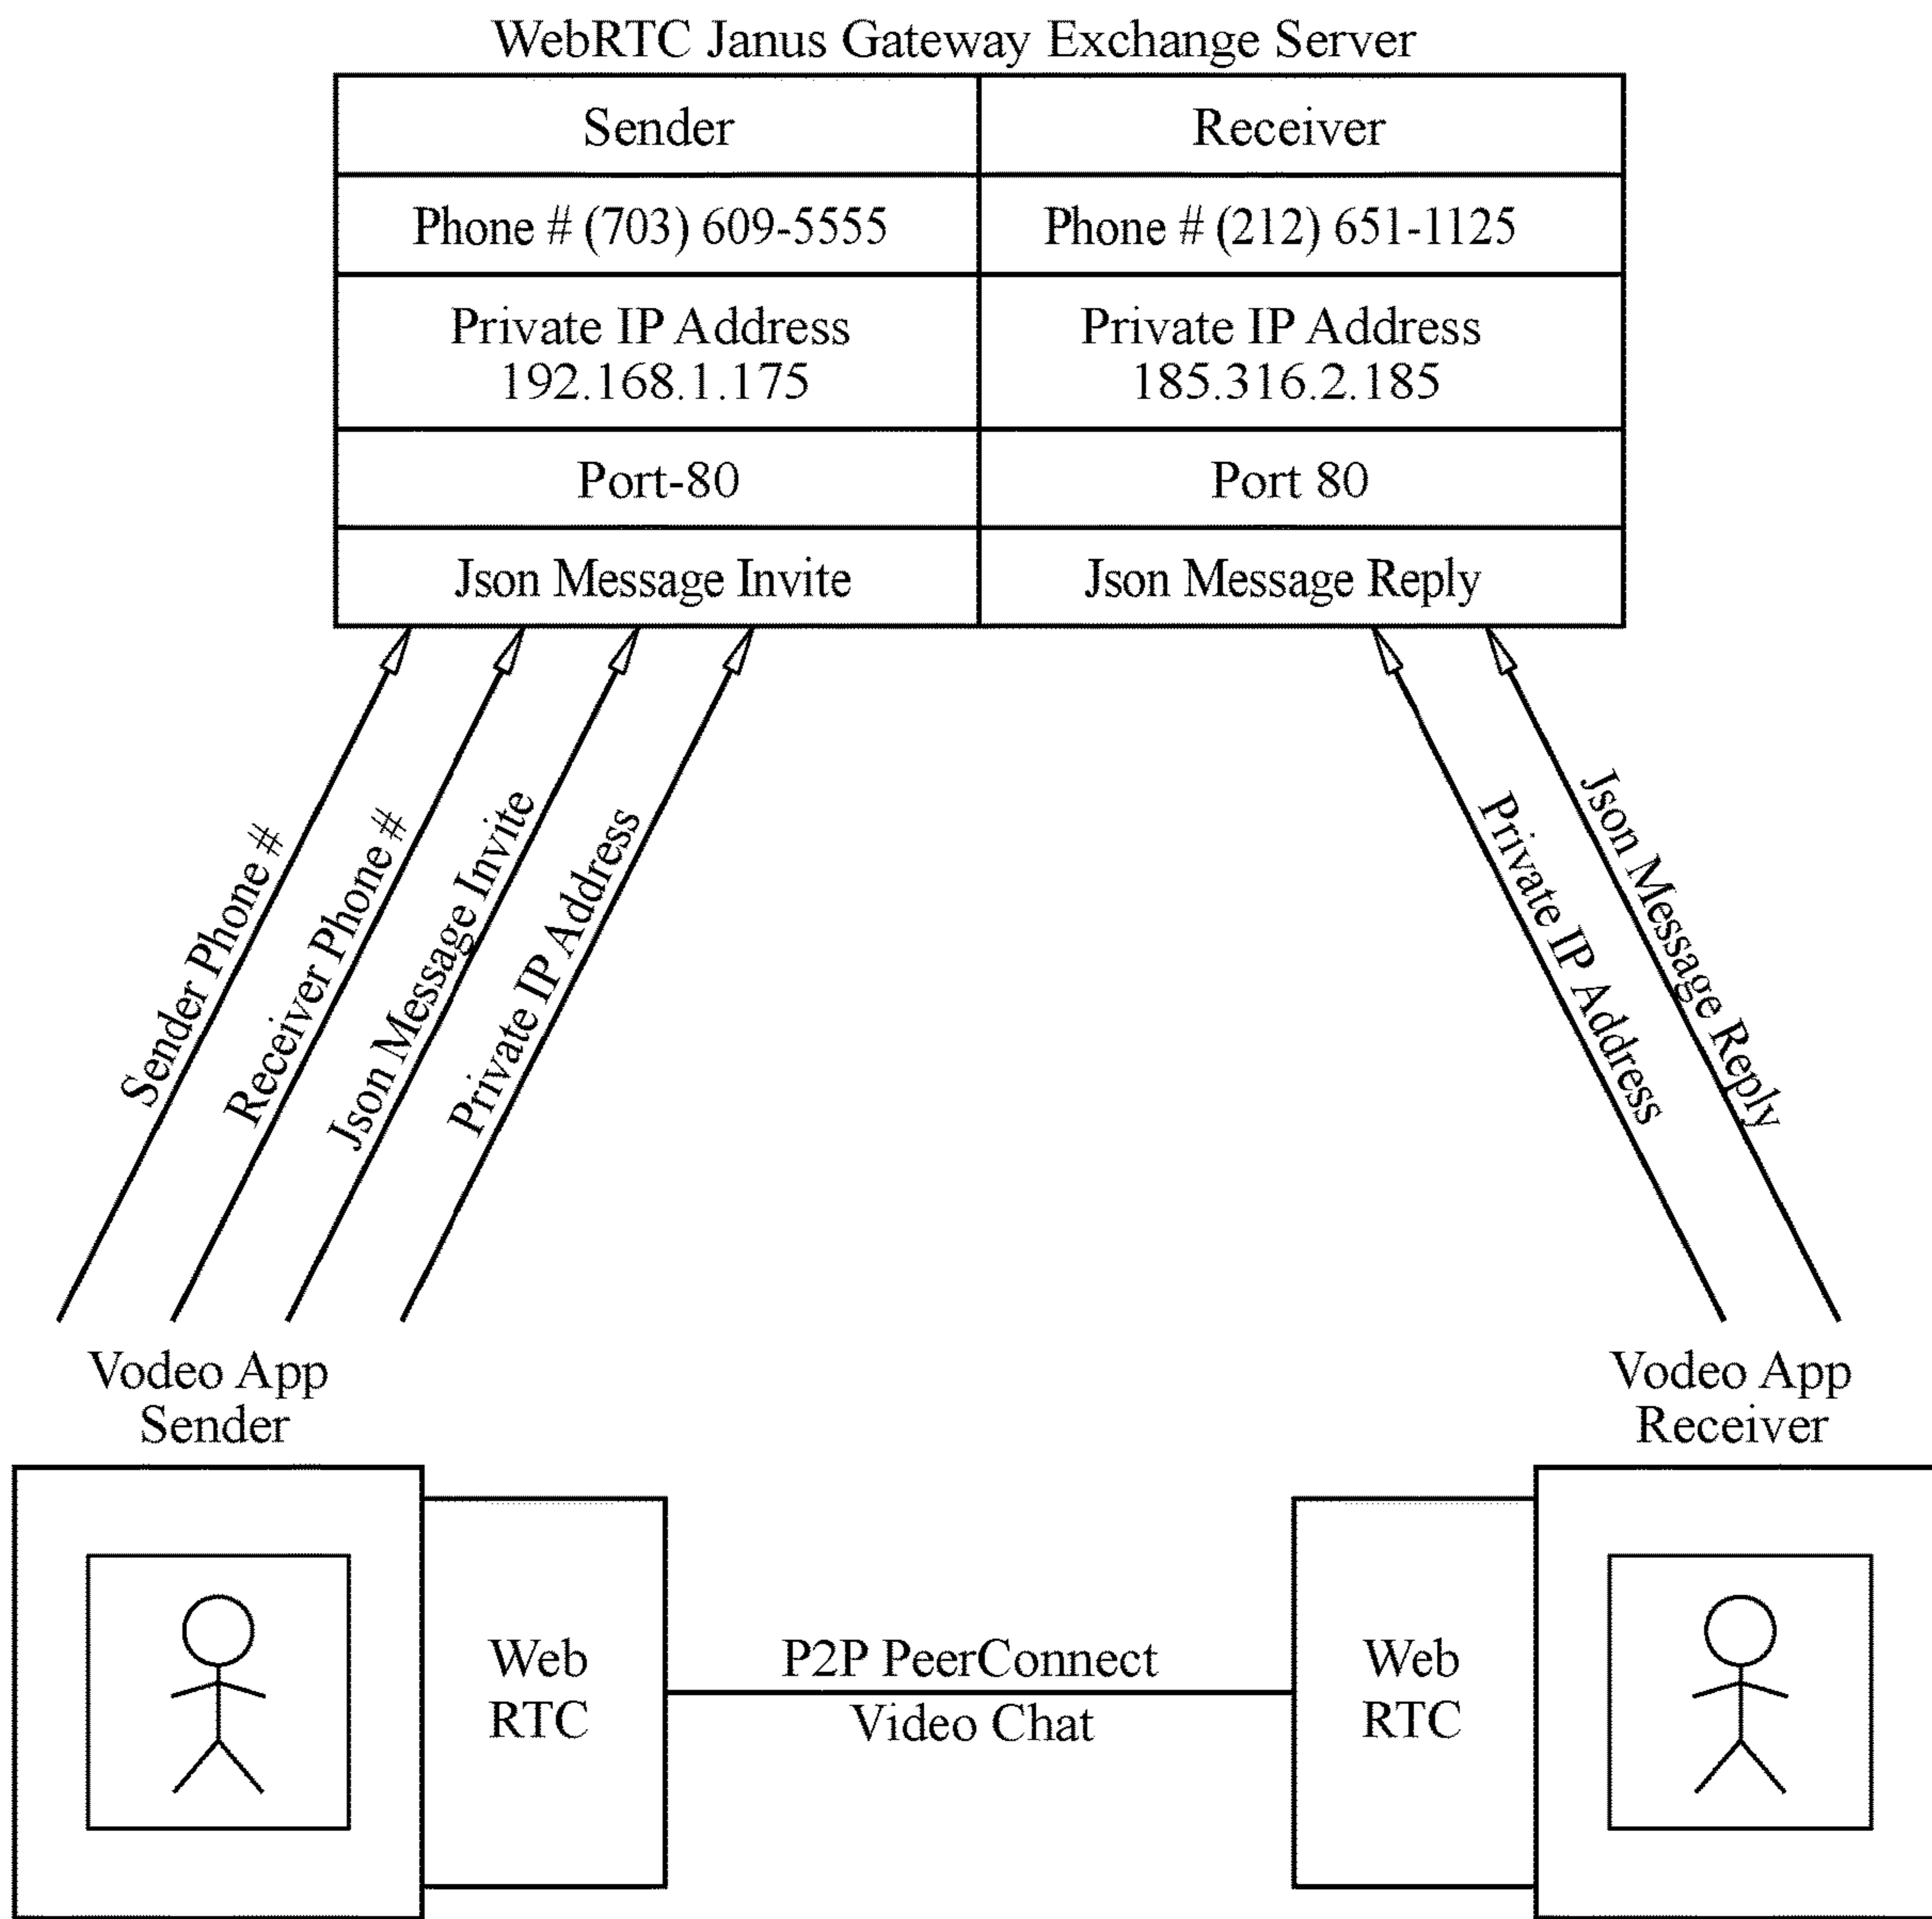 WebRTC Janus Gateway Exchange Server
Sender
Receiver
Phone # (703) 609-5555
Phone # (212) 651-1125
Private IP Address
192.168.1.175
Private IP Address
185.316.2.185
Port-80
Port 80
Json Message Invite
Json Message Reply
Sender Phone #
Receiver Phone #
Json Message Invite
Private IP Address
Private IP Address
Json Message Reply
Vodeo App
Sender
Vodeo App
Receiver
Web
RTC
P2P PeerConnect
Video Chat
Web
RTC